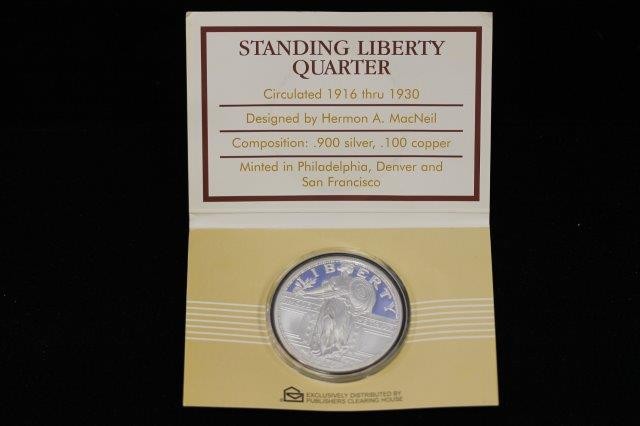 STANDING LIBERTY
QUARTER
Circulated 1916 thru 1930
Designed by Hermon A. MacNeil
Composition: .900 silver, .100 copper
Minted in Philadelphia, Denver and
San Francisco
LIBERTY
EXCLUSIVELY DISTRIBUTED BY
PUBLISHERS CLEARING HOUSE